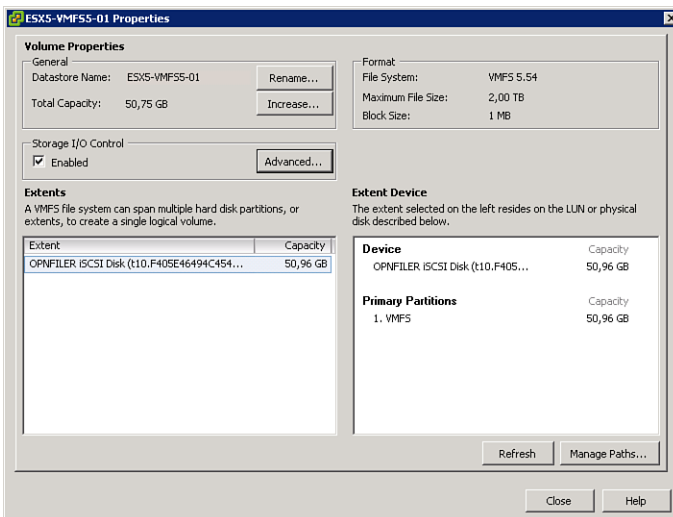 ESX5-VMFS5-01 Properties
Volume Properties
General
Datastore Name: ESX5-VMFS5-01 Rename...
Total Capacity: 50,75 GB Increase...
Format
File System: VMFS 5.54
Maximum File Size: 2,00 TB
Block Size: 1 MB
Storage I/O Control
Enabled Advanced...
Extents
A VMFS file system can span multiple hard disk partitions, or
extents, to create a single logical volume.
Extent Capacity
OPNFILER iSCSI Disk (t10.F405E46494C454... 50,96 GB
Extent Device
The extent selected on the left resides on the LUN or physical
disk described below.
Device Capacity
OPNFILER iSCSI Disk (t10.F405... 50,96 GB
Primary Partitions Capacity
1. VMFS 50,96 GB
Refresh Manage Paths...
Close Help